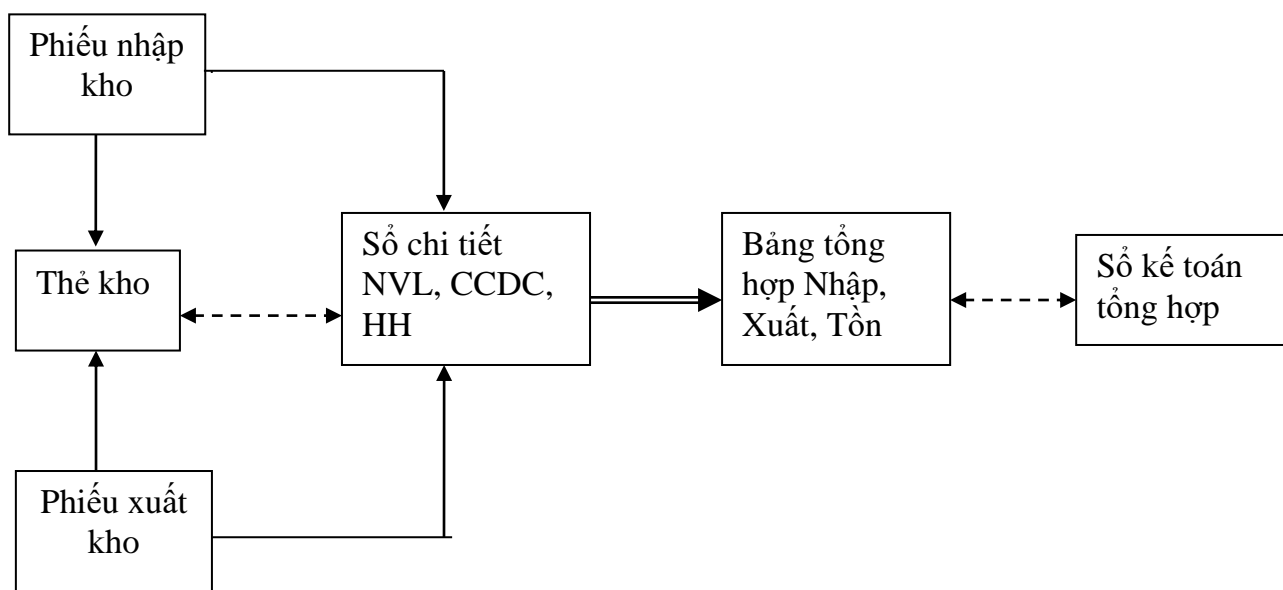 Phiếu nhập
kho
Thẻ kho
Phiếu xuất
kho
Sổ chi tiết
NVL, CCDC,
HH
Bảng tổng
hợp Nhập,
Xuất, Tồn
Sổ kế toán
tổng hợp